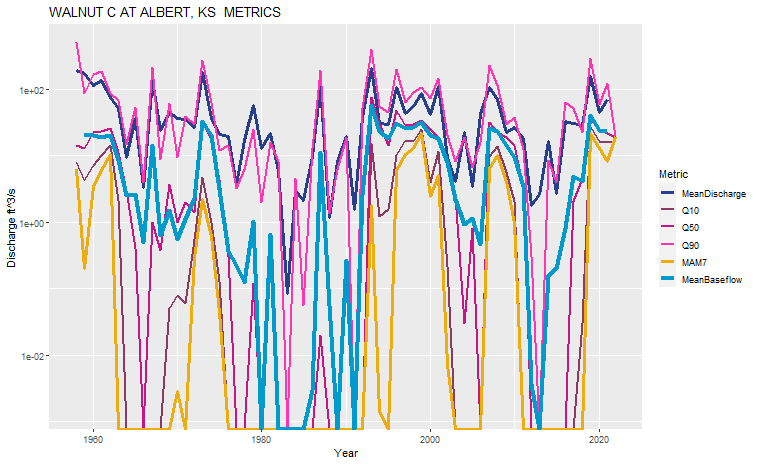 WALNUT C AT ALBERT, KS  METRICS
1e+02
1e+00
1e-02
Discharge ft^3/s
1960
1980
2000
2020
Year
Metric
MeanDischarge
Q10
Q50
Q90
MAM7
MeanBaseflow